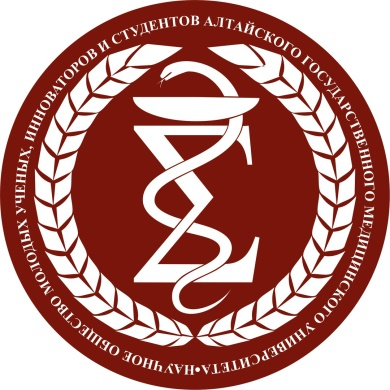 НАУЧНОЕ ОБЩЕСТВО МОЛОДЫХ УЧЕНЫХ, ИННОВАТОРОВ И СТУДЕНТОВ АЛТАЙСКОГО ГОСУДАРСТВЕННОГО МЕДИЦИНСКОГО УНИВЕРСИТЕТА•
Σ